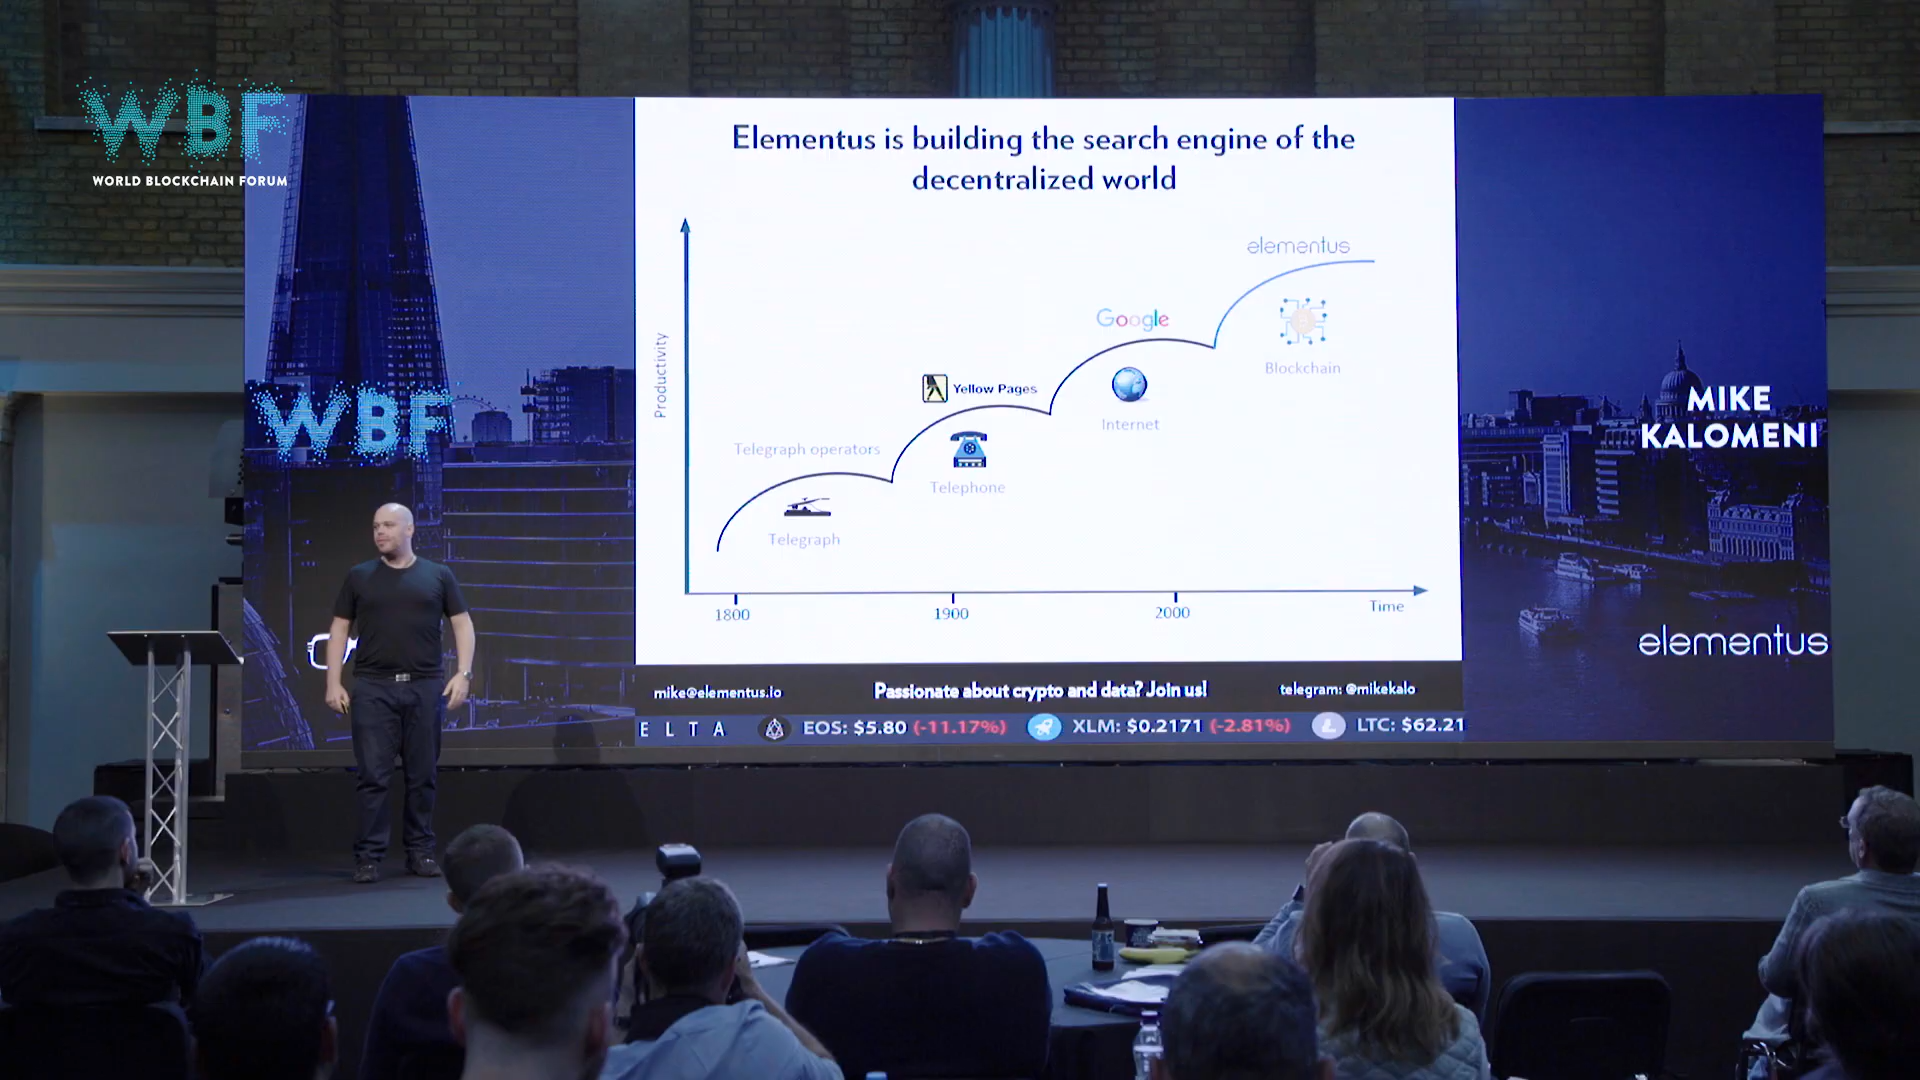 WBF
WORLD BLOCKCHAIN FORUM
Elementus is building the search engine of the
decentralized world
elementus
Google
Blockchain
Yellow Pages
Internet
Telegraph operators
Telephone
Telegraph
Productivity
1800
1900
2000
Time
WBF
MIKE
KALOMENI
elementus
mike@elementus.io
Passionate about crypto and data? Join us!
telegram: @mikekalo
ELTA
EOS: $5.80 (-11.17%)
XLM: $0.2171 (-2.81%)
LTC: $62.21